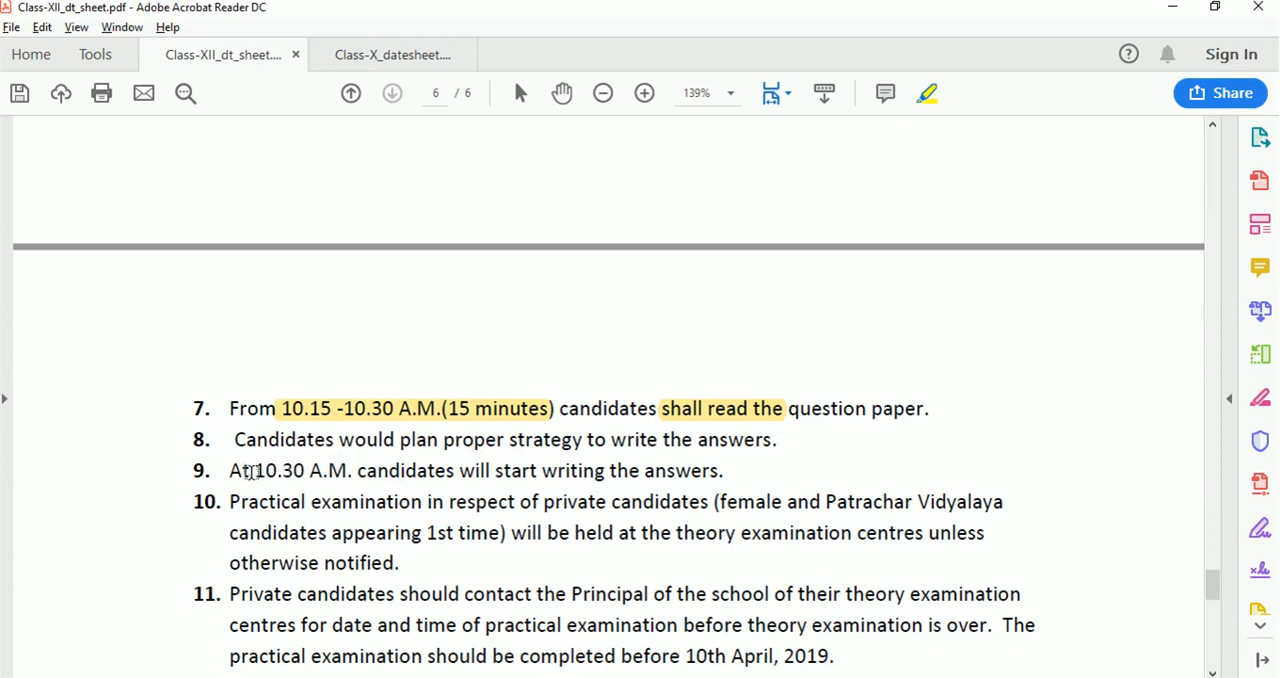 Class-XII_dt_sheet.pdf - Adobe Acrobat Reader DC
File Edit View Window Help
Home Tools Class-XII_dt_sheet.... × Class-X_datesheet.... Sign In
6 / 6 139% Share
7. From 10.15 -10.30 A.M.(15 minutes) candidates shall read the question paper.
8. Candidates would plan proper strategy to write the answers.
9. At 10.30 A.M. candidates will start writing the answers.
10. Practical examination in respect of private candidates (female and Patrachar Vidyalaya
candidates appearing 1st time) will be held at the theory examination centres unless
otherwise notified.
11. Private candidates should contact the Principal of the school of their theory examination
centres for date and time of practical examination before theory examination is over. The
practical examination should be completed before 10th April, 2019.